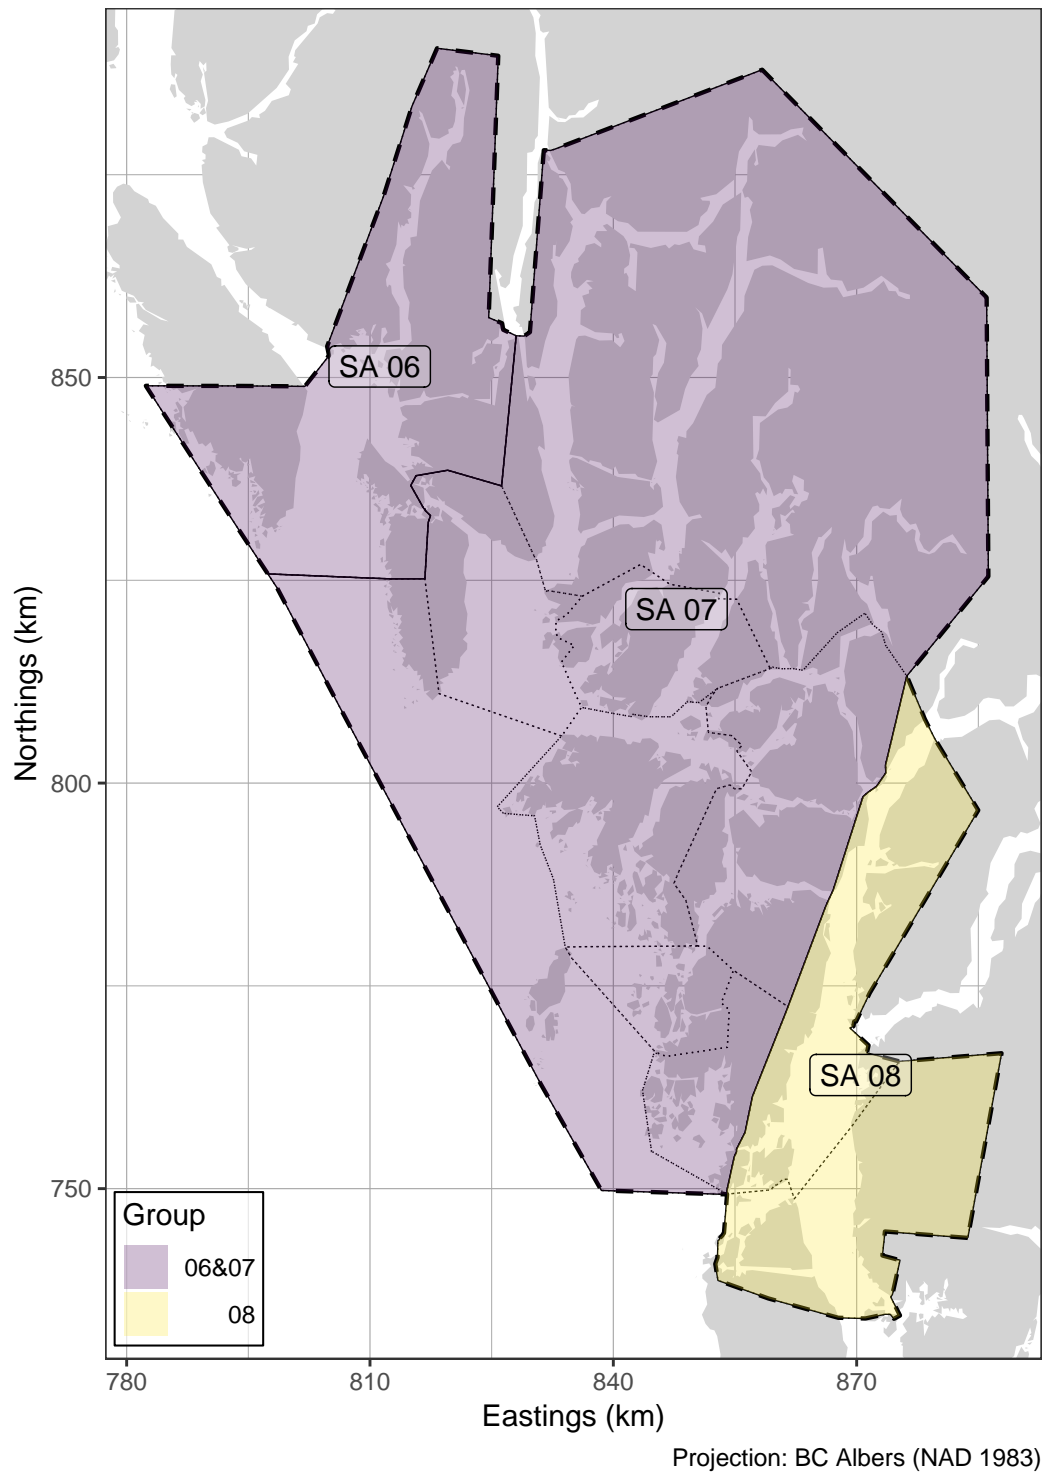 SA 06
850
SA 07
Northings (km)
800
SA 08
750
Group
06&07
08
780 810 840 870
Eastings (km)
Projection: BC Albers (NAD 1983)